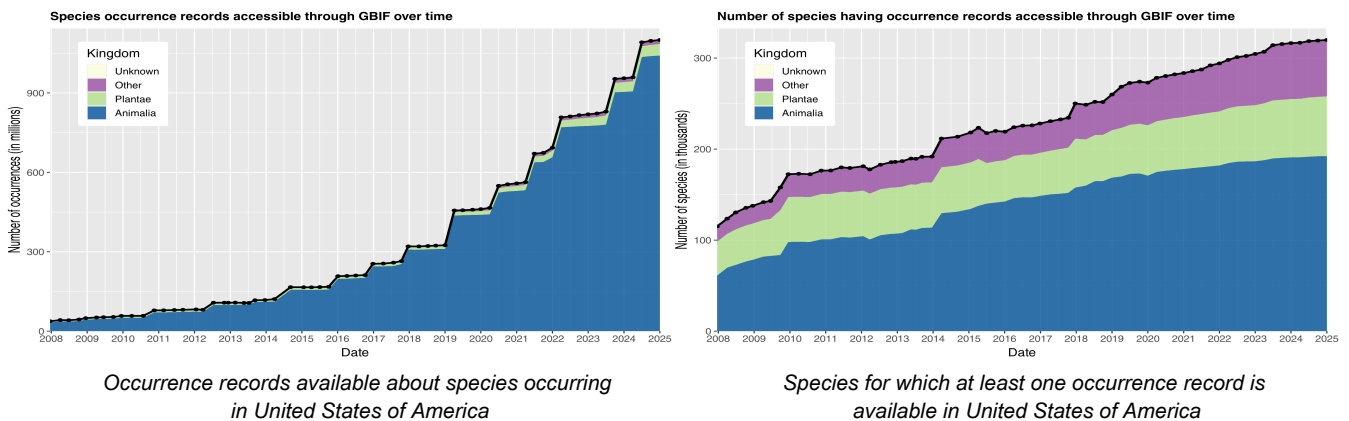 Species occurrence records accessible through GBIF over time
Number of occurrences (in millions)
Kingdom
Unknown
Other
Plantae
Animalia
900
600
300
0
2008 2009 2010 2011 2012 2013 2014 2015 2016 2017 2018 2019 2020 2021 2022 2023 2024 2025
Date
Occurrence records available about species occurring
in United States of America
Number of species having occurrence records accessible through GBIF over time
Number of species (in thousands)
Kingdom
Unknown
Other
Plantae
Animalia
300
200
100
0
2008 2009 2010 2011 2012 2013 2014 2015 2016 2017 2018 2019 2020 2021 2022 2023 2024 2025
Date
Species for which at least one occurrence record is
available in United States of America